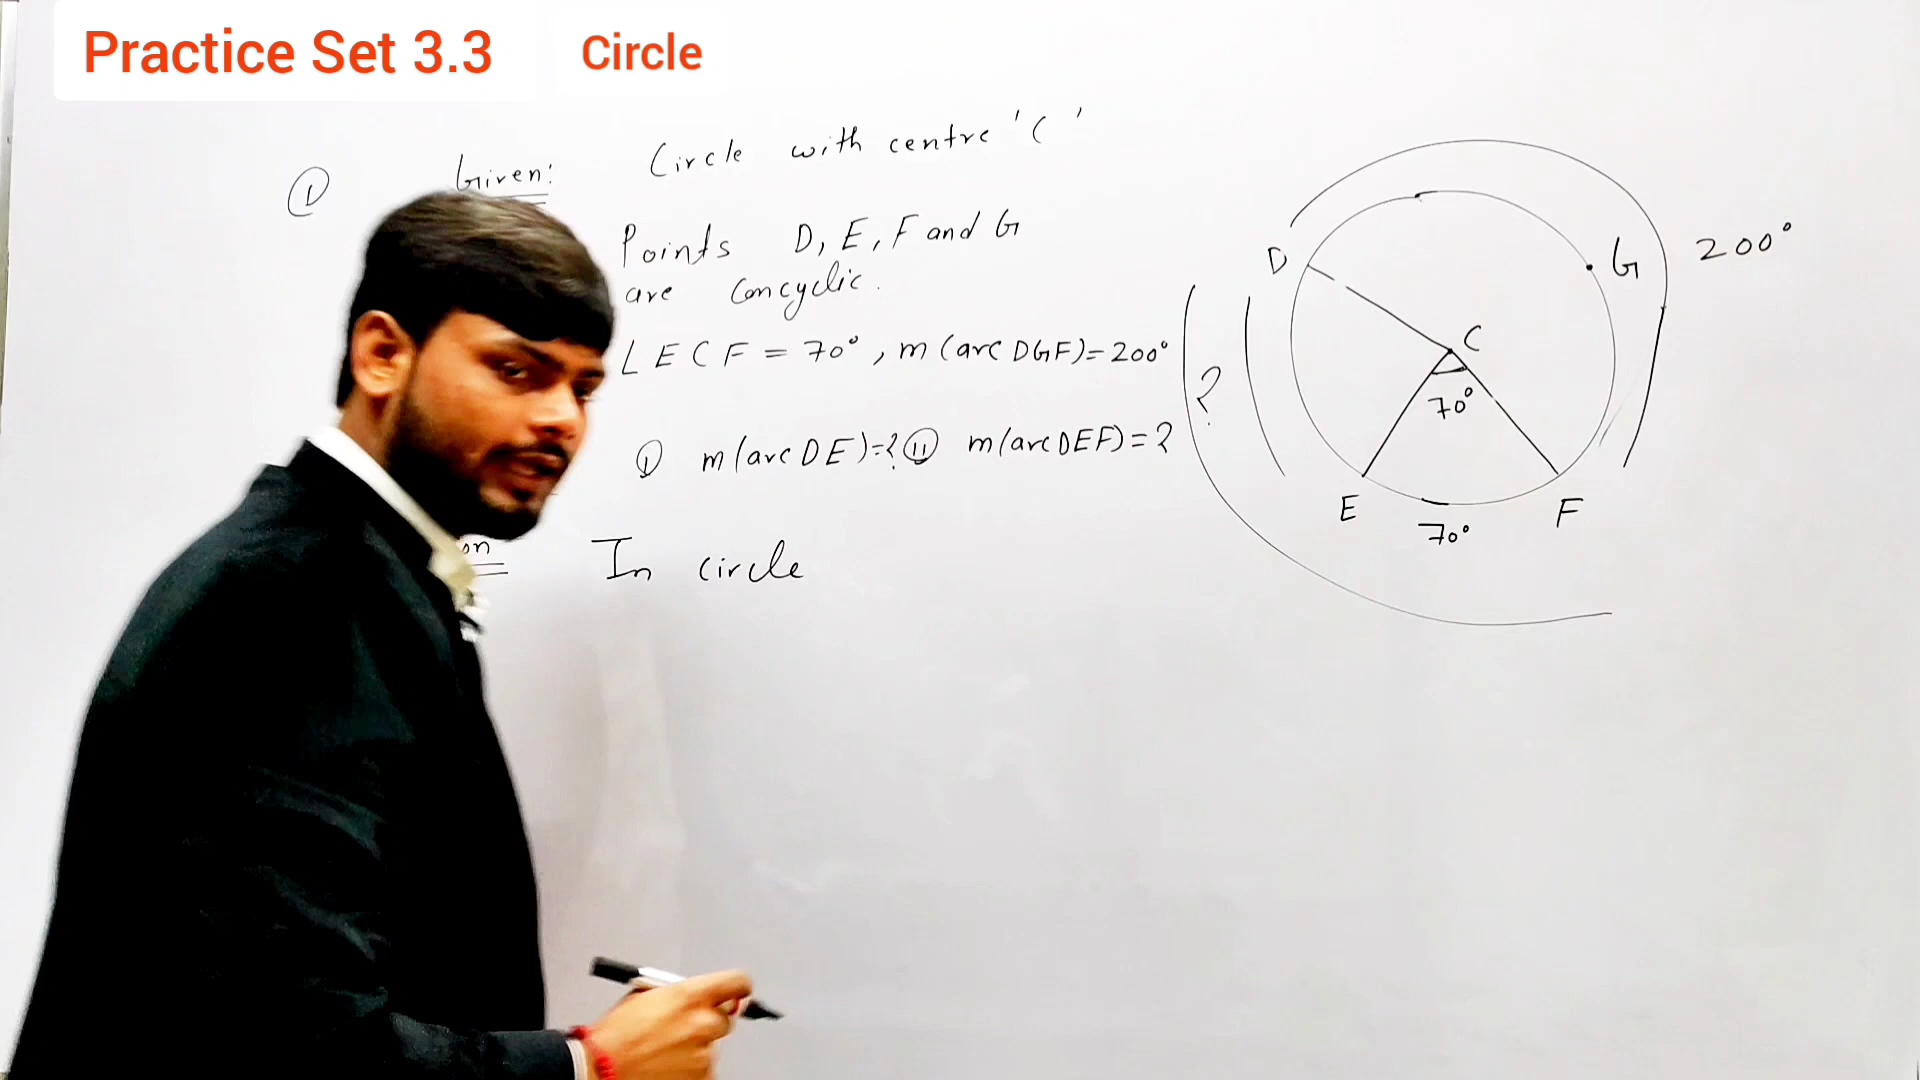 Practice Set 3.3 Circle
① Given: Circle with centre 'C'
Points D, E, F and G
are Concyclic.
∠ECF = 70°, m(arc DGF)=200°
① m(arc DE)=? ⑪ m(arc DEF)=?
In circle
D
G
200°
C
70°
?
E
F
70°